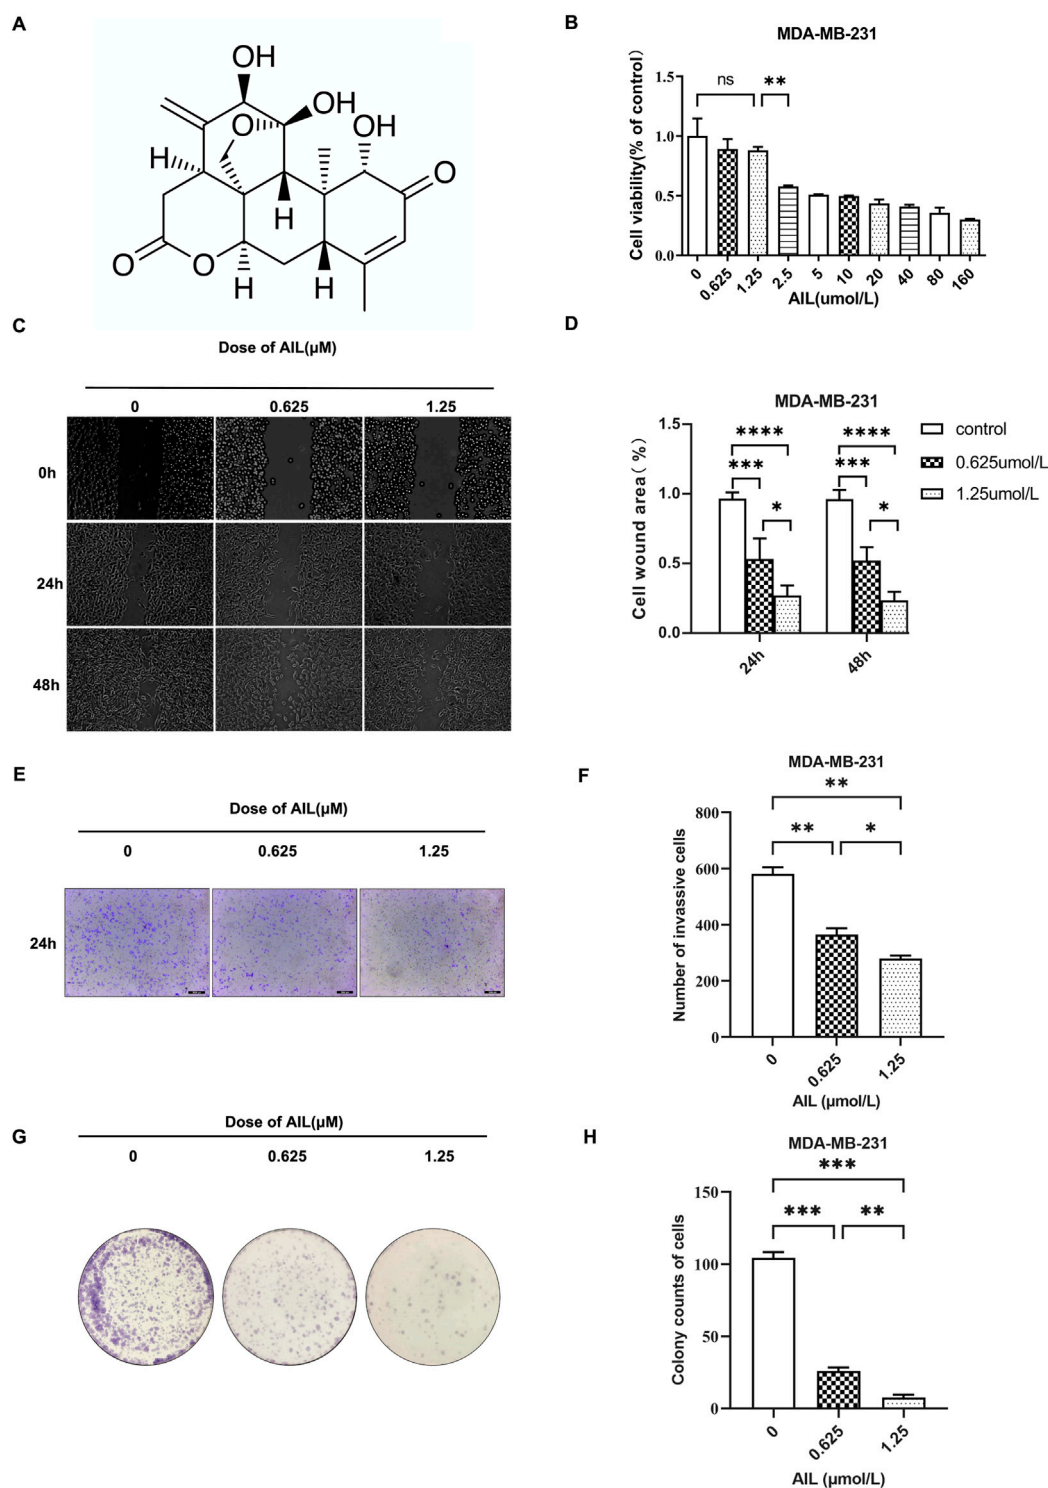 A
OH
OH
O
OH
H
O
H
O
O
H
H
B
MDA-MB-231
Cell viability(% of control)
1.5
1.0
0.5
0.0
ns
**
0
0.625
1.25
2.5
5
10
20
40
80
160
AIL(umol/L)
C
Dose of AIL(μM)
0
0.625
1.25
0h
24h
48h
D
MDA-MB-231
Cell wound area(%)
1.5
1.0
0.5
0.0
****
***
*
****
***
*
24h
48h
control
0.625umol/L
1.25umol/L
E
Dose of AIL(μM)
0
0.625
1.25
24h
F
MDA-MB-231
Number of invassive cells
800
600
400
200
0
**
**
*
0
0.625
1.25
AIL (μmol/L)
G
Dose of AIL(μM)
0
0.625
1.25
H
MDA-MB-231
Colony counts of cells
150
100
50
0
***
***
**
0
0.625
1.25
AIL (μmol/L)